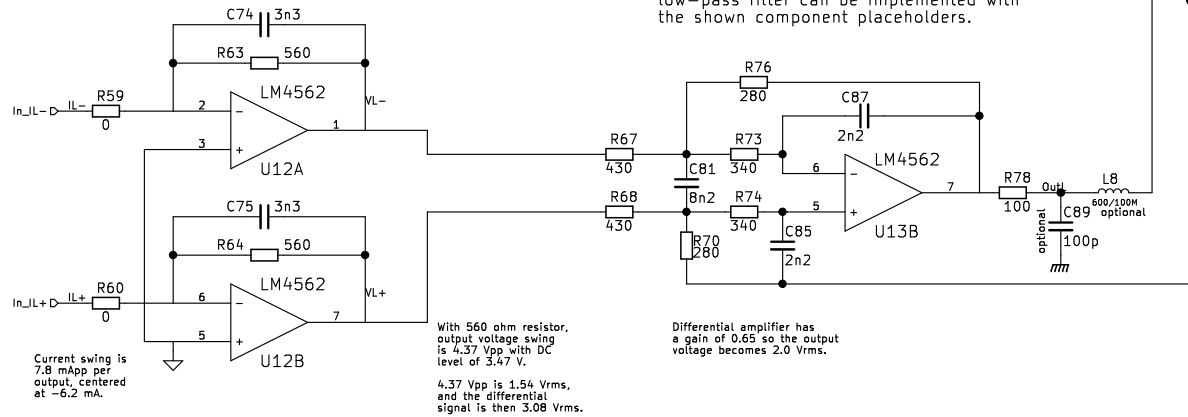 low-pass filter can be implemented with
the shown component placeholders.
C74 3n3
R63 560
LM4562
In_IL- IL- R59
0
2
3
1
VL-
U12A
C75 3n3
R64 560
LM4562
In_IL+ IL+ R60
0
6
5
7
VL+
U12B
Current swing is
7.8 mApp per
output, centered
at -6.2 mA.
With 560 ohm resistor,
output voltage swing
is 4.37 Vpp with DC
level of 3.47 V.
4.37 Vpp is 1.54 Vrms,
and the differential
signal is then 3.08 Vrms.
R76
280
C87
2n2
R67
430
R73
340
C81
8n2
R68
430
R74
340
R70
280
C85
2n2
6
5
7
LM4562
U13B
R78
100
OutL
L8
600/100M
optional
optional
C89
100p
Differential amplifier has
a gain of 0.65 so the output
voltage becomes 2.0 Vrms.